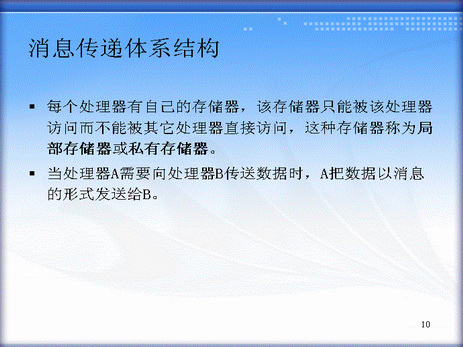 消息传递体系结构
▪ 每个处理器有自己的存储器，该存储器只能被该处理器
访问而不能被其它处理器直接访问，这种存储器称为局
部存储器或私有存储器。
▪ 当处理器A需要向处理器B传送数据时，A把数据以消息
的形式发送给B。
10